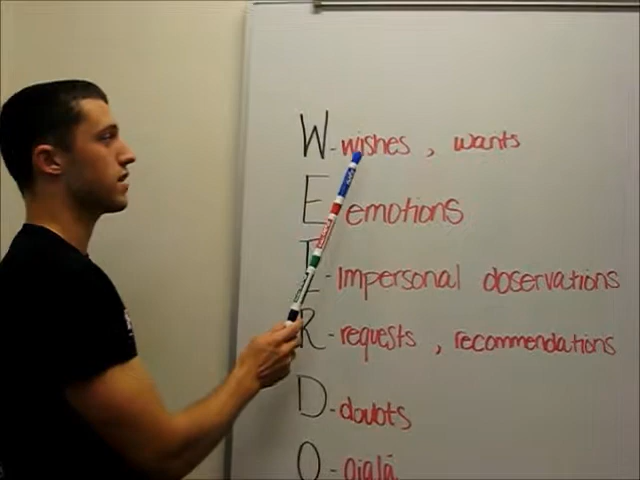 W - wishes, wants
E - emotions
I - Impersonal observations
R - requests, recommendations
D - doubts
O - ojalá